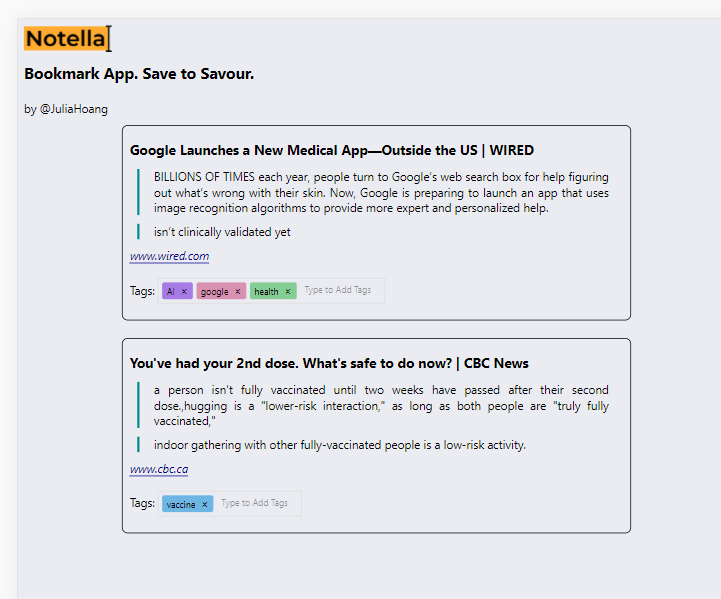 Notella
Bookmark App. Save to Savour.
by @JuliaHoang
Google Launches a New Medical App—Outside the US | WIRED
BILLIONS OF TIMES each year, people turn to Google's web search box for help figuring
out what's wrong with their skin. Now, Google is preparing to launch an app that uses
image recognition algorithms to provide more expert and personalized help.
isn't clinically validated yet
www.wired.com
Tags: AI × google × health × Type to Add Tags
You've had your 2nd dose. What's safe to do now? | CBC News
a person isn't fully vaccinated until two weeks have passed after their second
dose.,hugging is a "lower-risk interaction," as long as both people are "truly fully
vaccinated,"
indoor gathering with other fully-vaccinated people is a low-risk activity.
www.cbc.ca
Tags: vaccine × Type to Add Tags